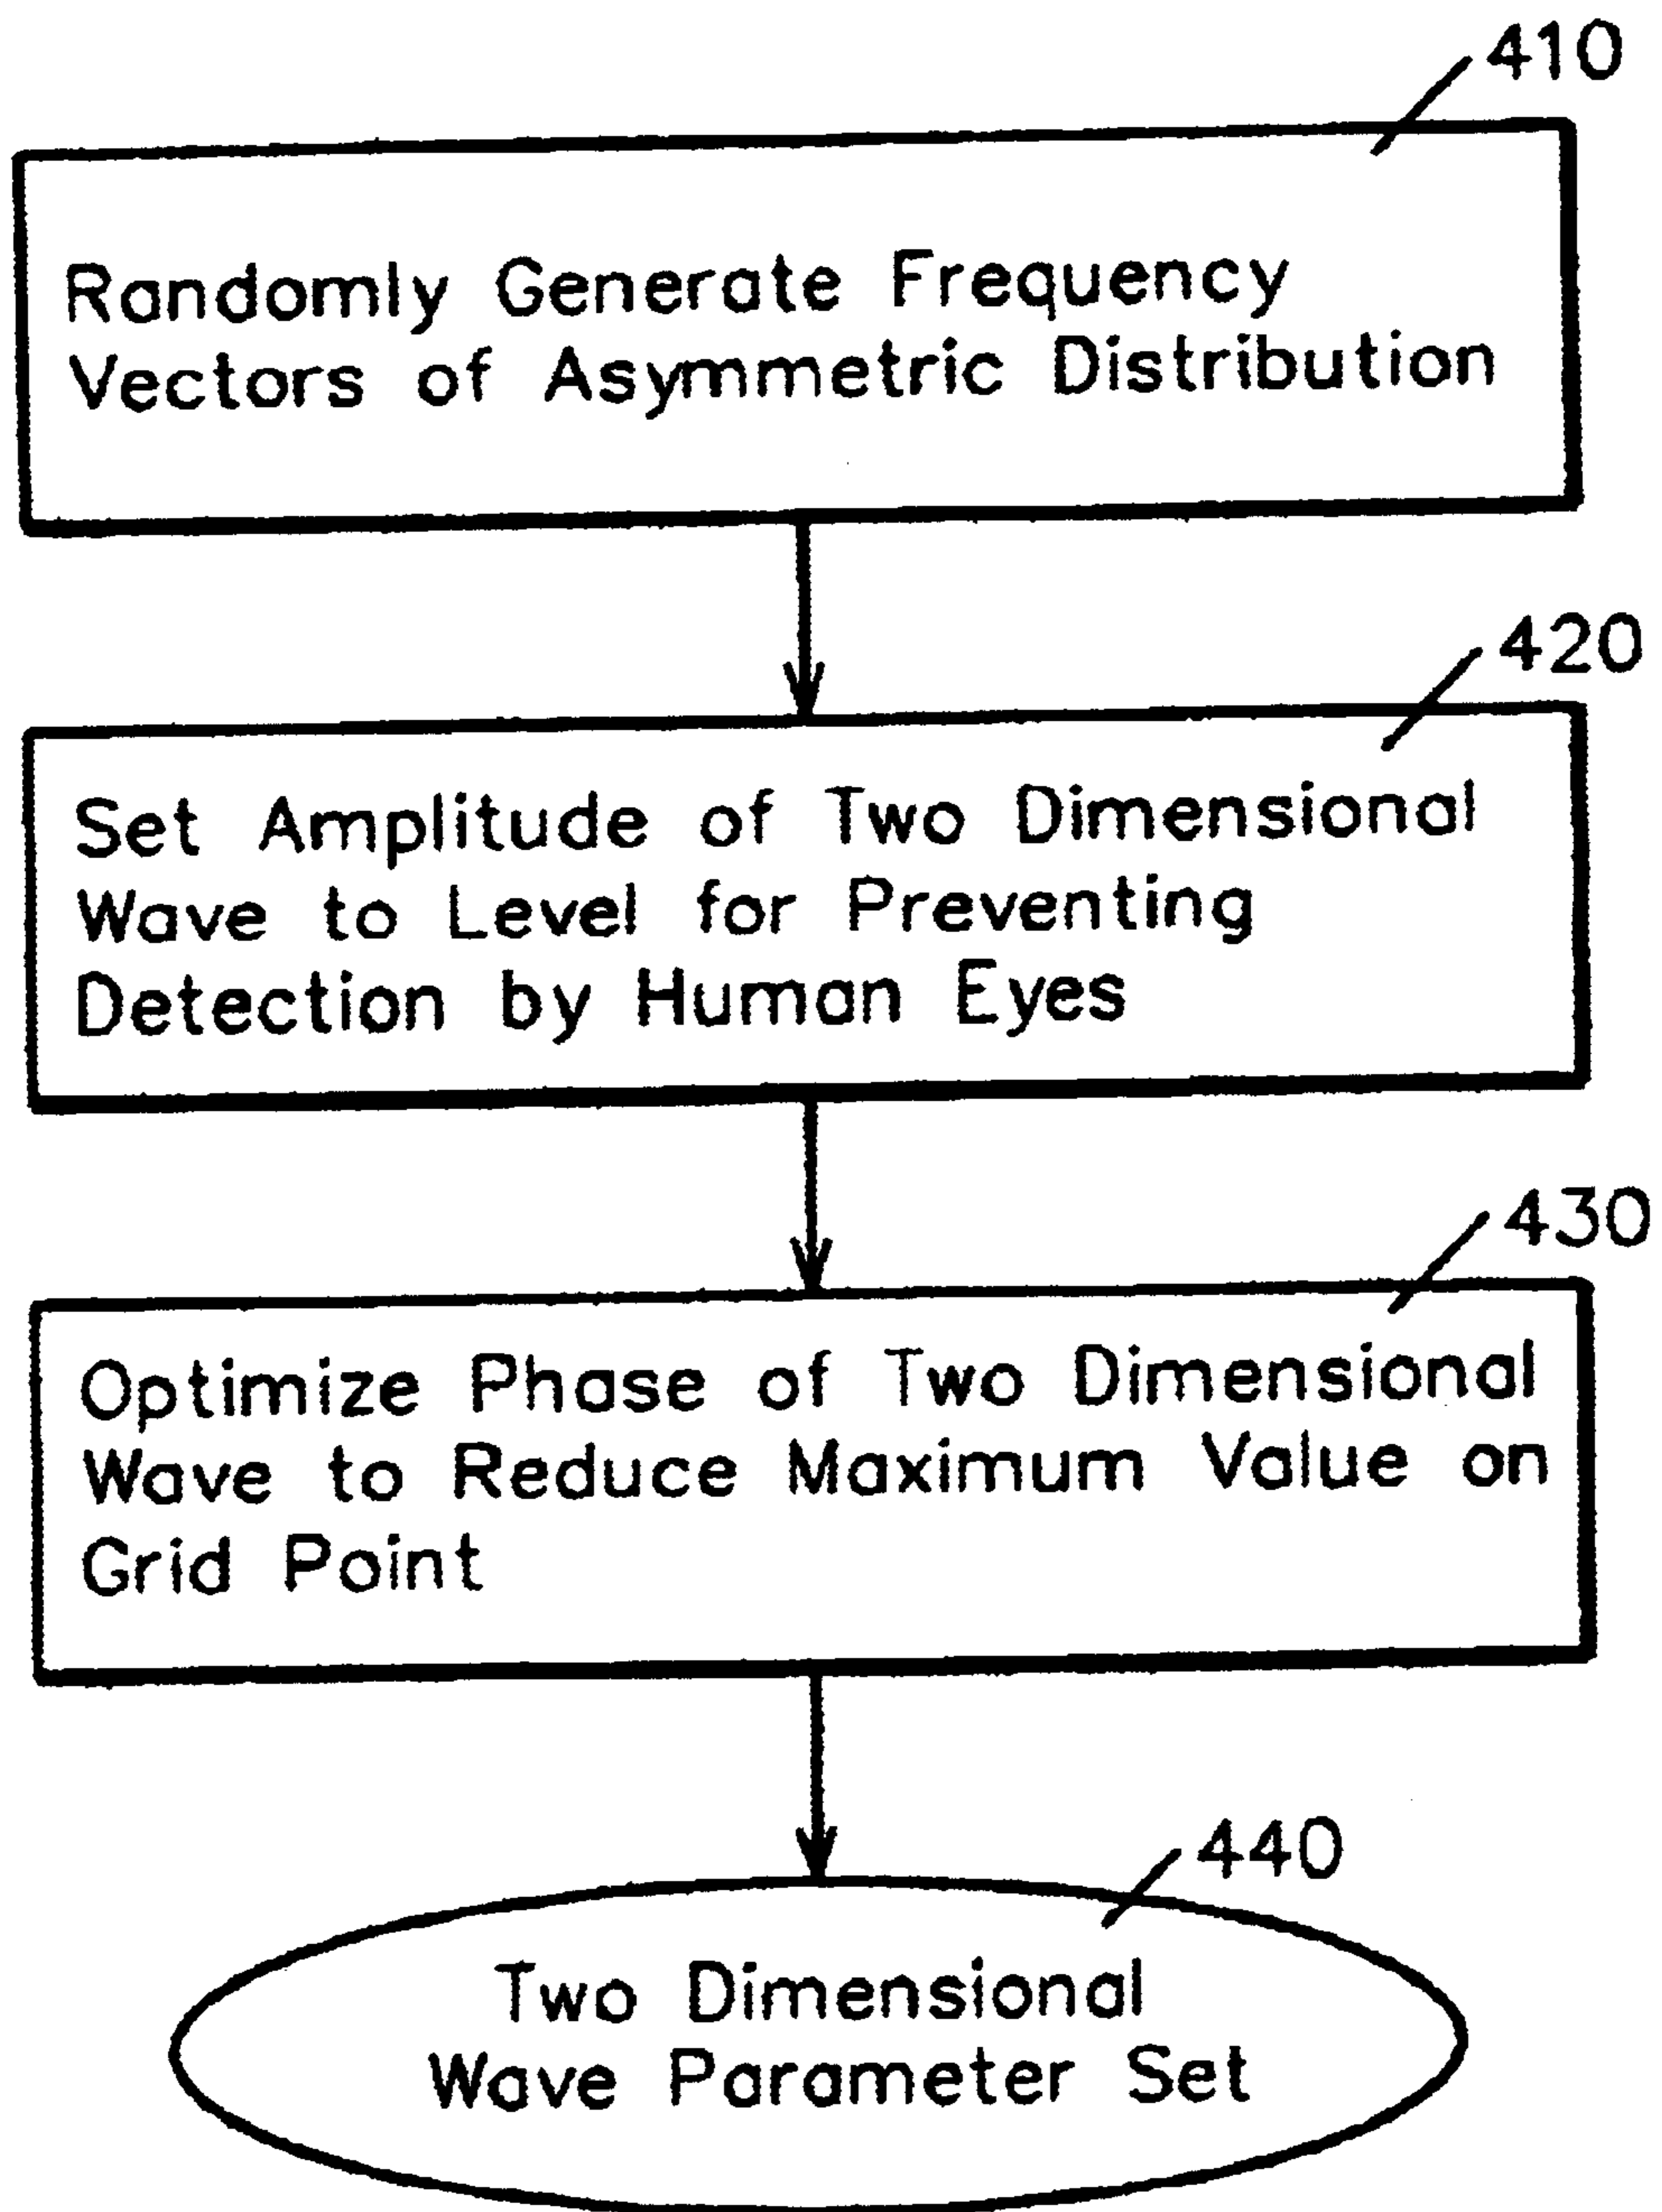 410
Randomly Generate Frequency
Vectors of Asymmetric Distribution
420
Set Amplitude of Two Dimensional
Wave to Level for Preventing
Detection by Human Eyes
430
Optimize Phase of Two Dimensional
Wave to Reduce Maximum Value on
Grid Point
440
Two Dimensional
Wave Parameter Set